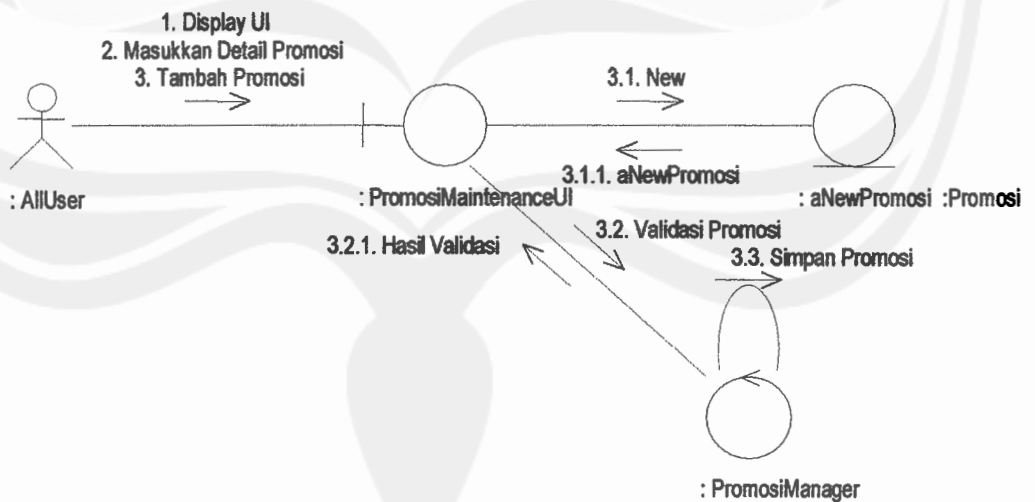 1. Display UI
2. Masukkan Detail Promosi
3. Tambah Promosi
3.1. New
3.1.1. aNewPromosi
: AllUser
: PromosiMaintenanceUI
: aNewPromosi :Promosi
3.2. Validasi Promosi
3.2.1. Hasil Validasi
3.3. Simpan Promosi
: PromosiManager